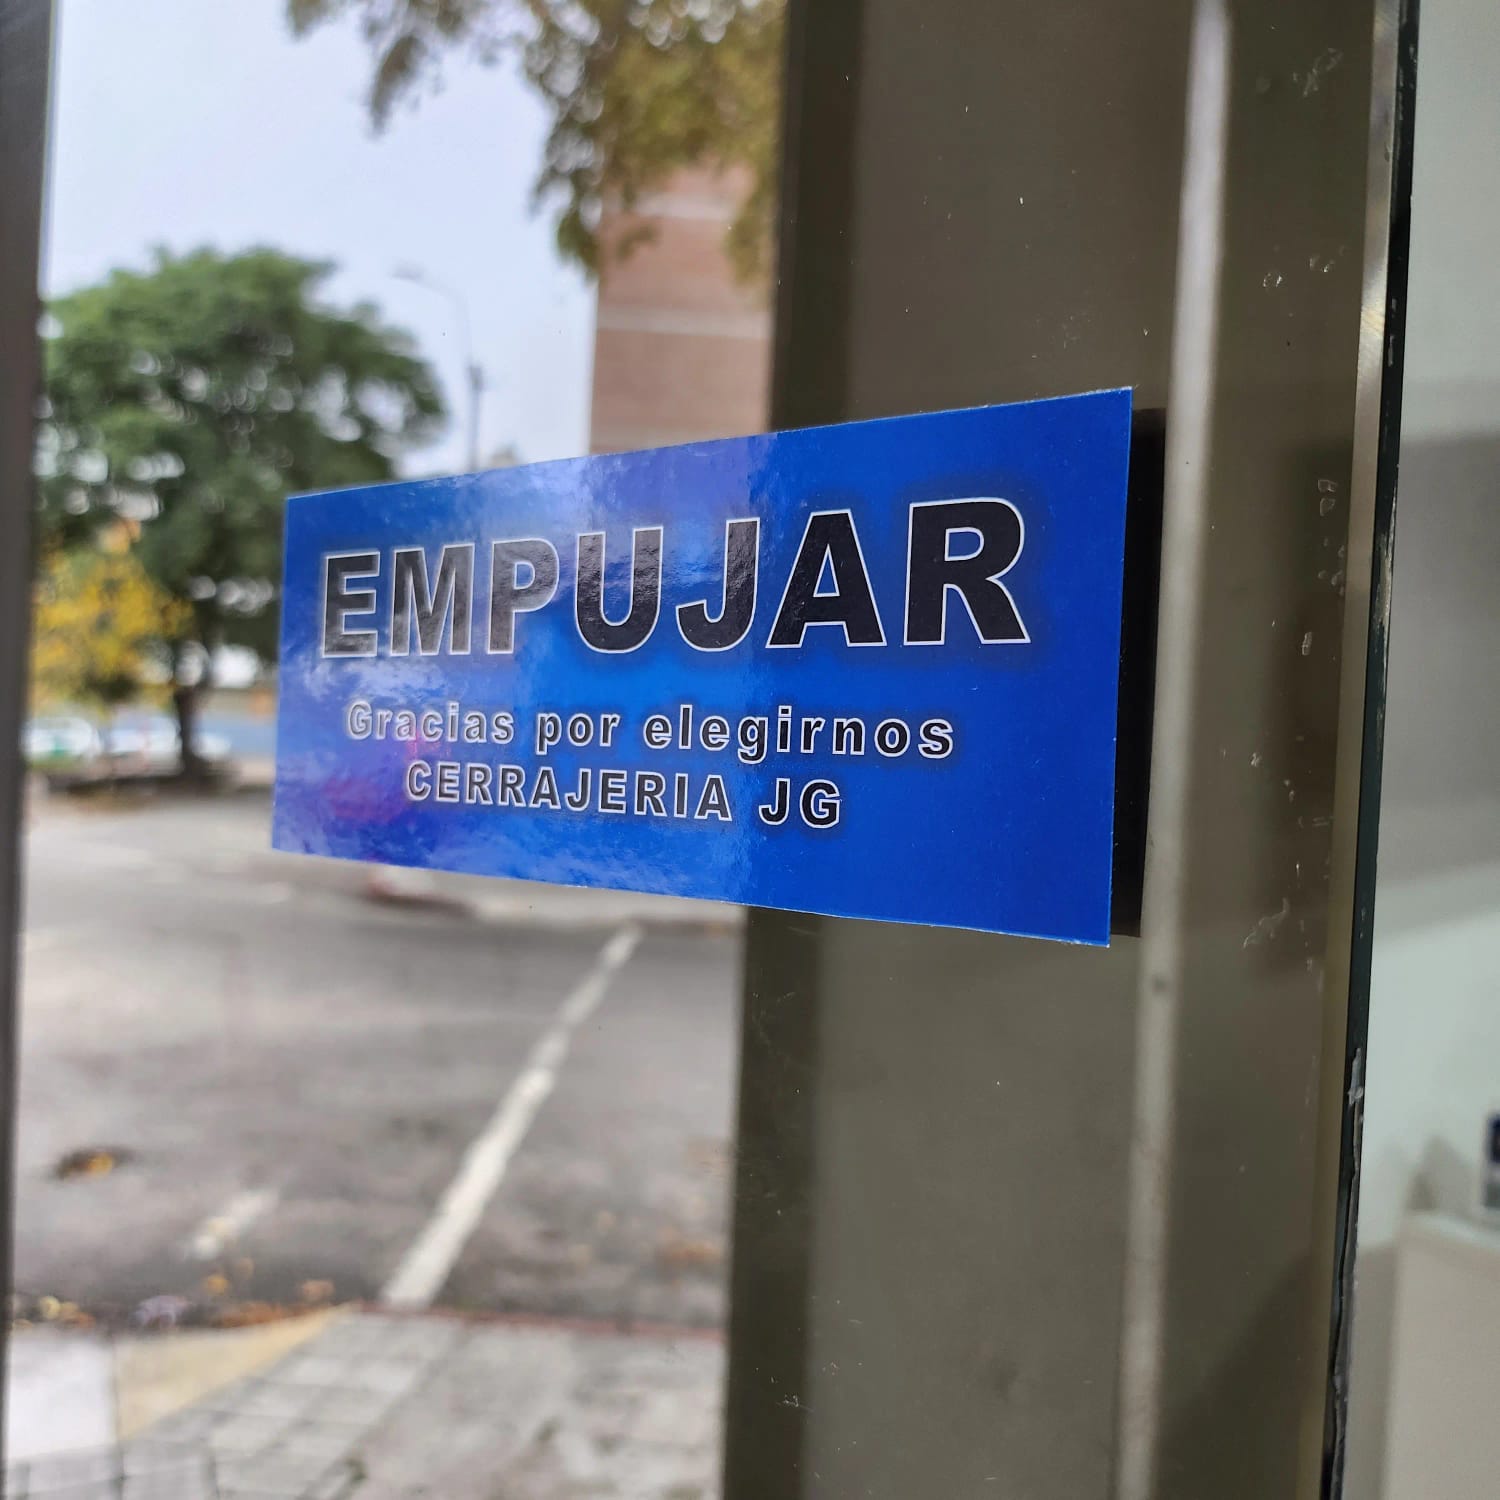 EMPUJAR
Gracias por elegirnos
CERRAJERIA JG